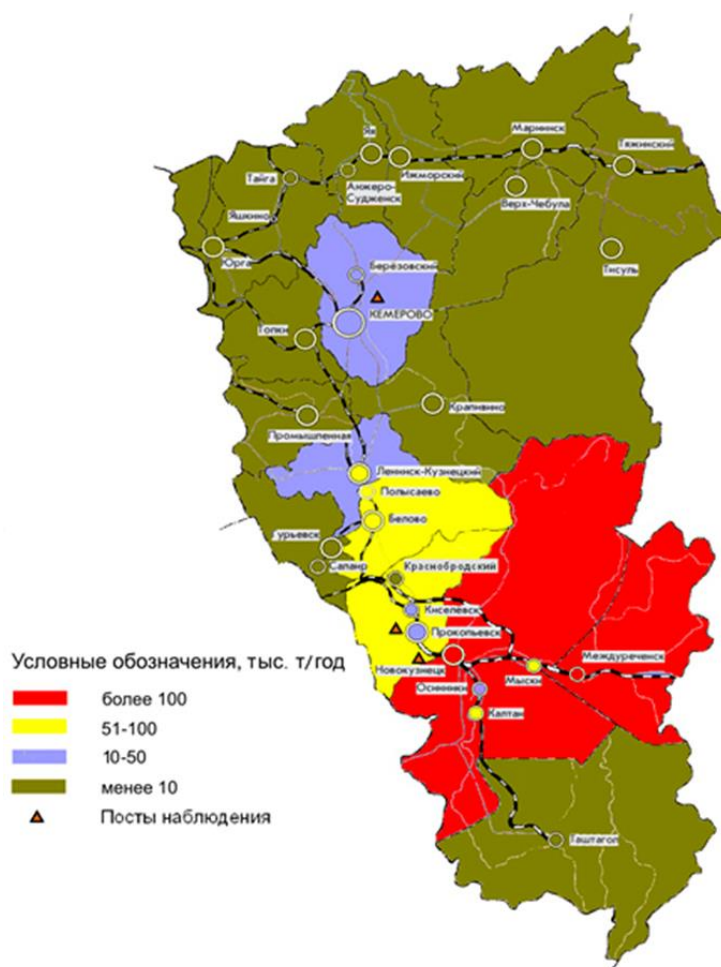 Яя
Мариинск
Тяжинский
Ижморский
Тайга
Анжеро-
Судженск
Верх-Чебула
Яшкино
Юрга
Тисуль
Берёзовский
КЕМЕРОВО
Топки
Крапивино
Промышленная
Ленинск-Кузнецкий
Полысаево
Белово
Гурьевск
Салаир
Краснобродский
Киселевск
Прокопьевск
Новокузнецк
Междуреченск
Мыски
Осинники
Калтан
Таштагол
Условные обозначения, тыс. т/год
более 100
51-100
10-50
менее 10
Посты наблюдения